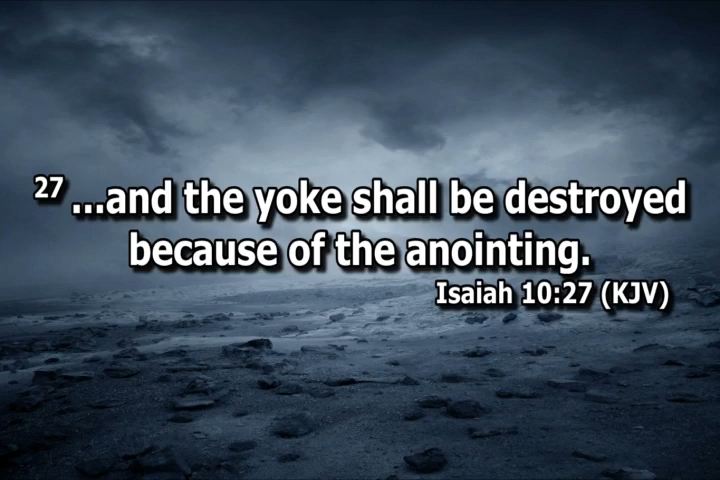 27 ...and the yoke shall be destroyed
because of the anointing.
Isaiah 10:27 (KJV)